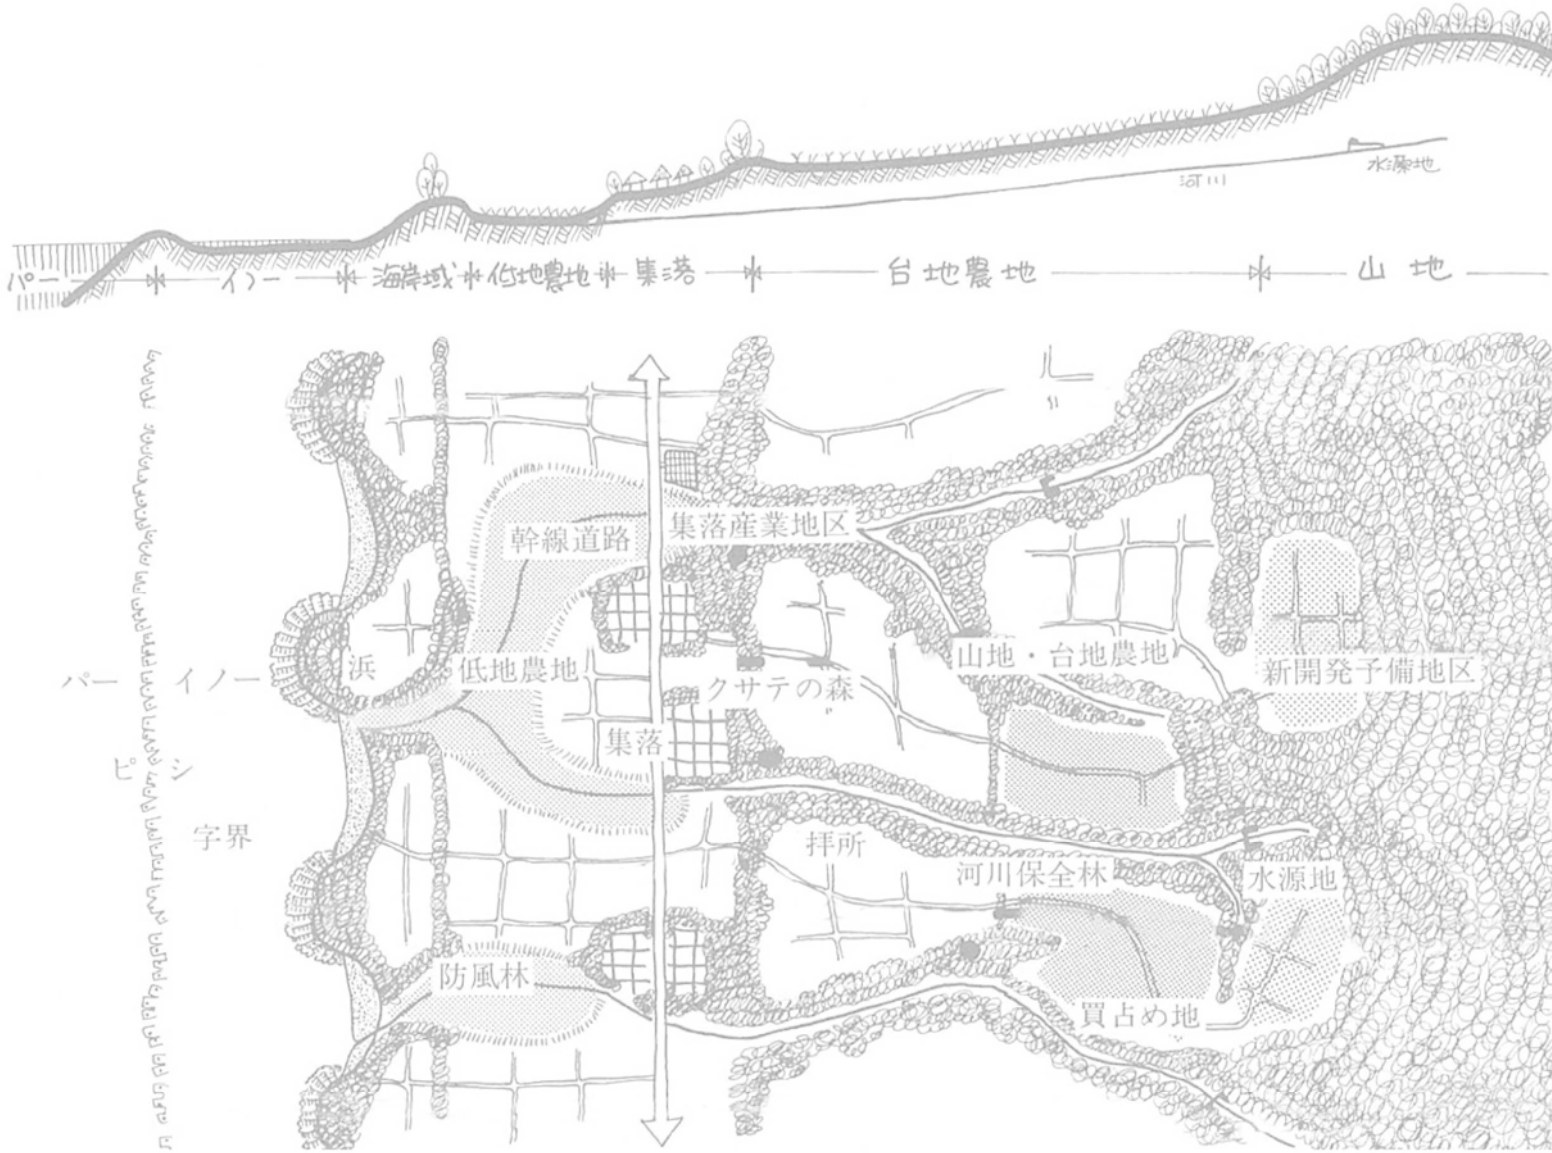 河川
水源地
パー イノー 海岸域 低地農地 集落 台地農地 山地
幹線道路
集落産業地区
浜
低地農地
クサテの森
山地・台地農地
新開発予備地区
パー イノー
集落
ピシ
字界
拝所
河川保全林
水源地
防風林
買占め地